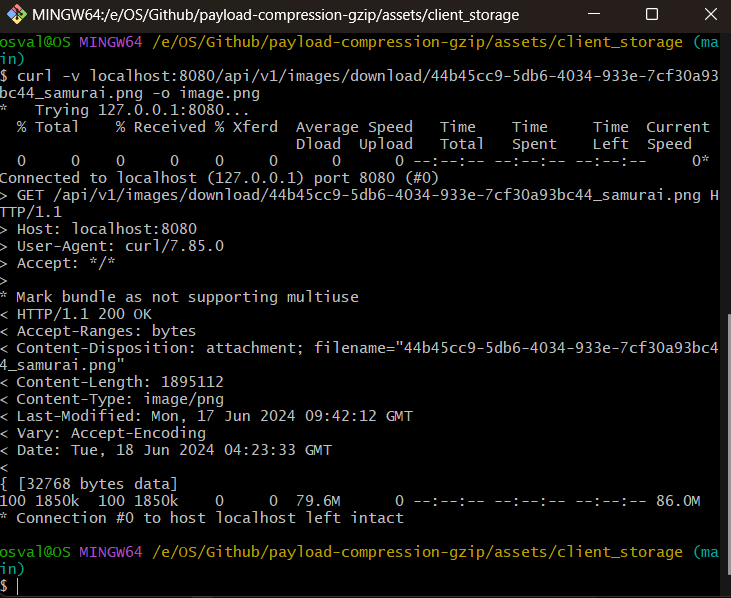 MINGW64:/e/OS/Github/payload-compression-gzip/assets/client_storage
osval@OS MINGW64 /e/OS/Github/payload-compression-gzip/assets/client_storage (ma
in)
$ curl -v localhost:8080/api/v1/images/download/44b45cc9-5db6-4034-933e-7cf30a93
bc44_samurai.png -o image.png
*   Trying 127.0.0.1:8080...
  % Total    % Received % Xferd  Average Speed   Time    Time     Time  Current
                                 Dload  Upload   Total   Spent    Left  Speed
  0     0    0     0    0     0      0      0 --:--:-- --:--:-- --:--:--     0*
Connected to localhost (127.0.0.1) port 8080 (#0)
> GET /api/v1/images/download/44b45cc9-5db6-4034-933e-7cf30a93bc44_samurai.png H
TTP/1.1
> Host: localhost:8080
> User-Agent: curl/7.85.0
> Accept: */*
>
* Mark bundle as not supporting multiuse
< HTTP/1.1 200 OK
< Accept-Ranges: bytes
< Content-Disposition: attachment; filename="44b45cc9-5db6-4034-933e-7cf30a93bc4
4_samurai.png"
< Content-Length: 1895112
< Content-Type: image/png
< Last-Modified: Mon, 17 Jun 2024 09:42:12 GMT
< Vary: Accept-Encoding
< Date: Tue, 18 Jun 2024 04:23:33 GMT
<
{ [32768 bytes data]
100 1850k  100 1850k    0     0  79.6M      0 --:--:-- --:--:-- --:--:-- 86.0M
* Connection #0 to host localhost left intact
osval@OS MINGW64 /e/OS/Github/payload-compression-gzip/assets/client_storage (ma
in)
$